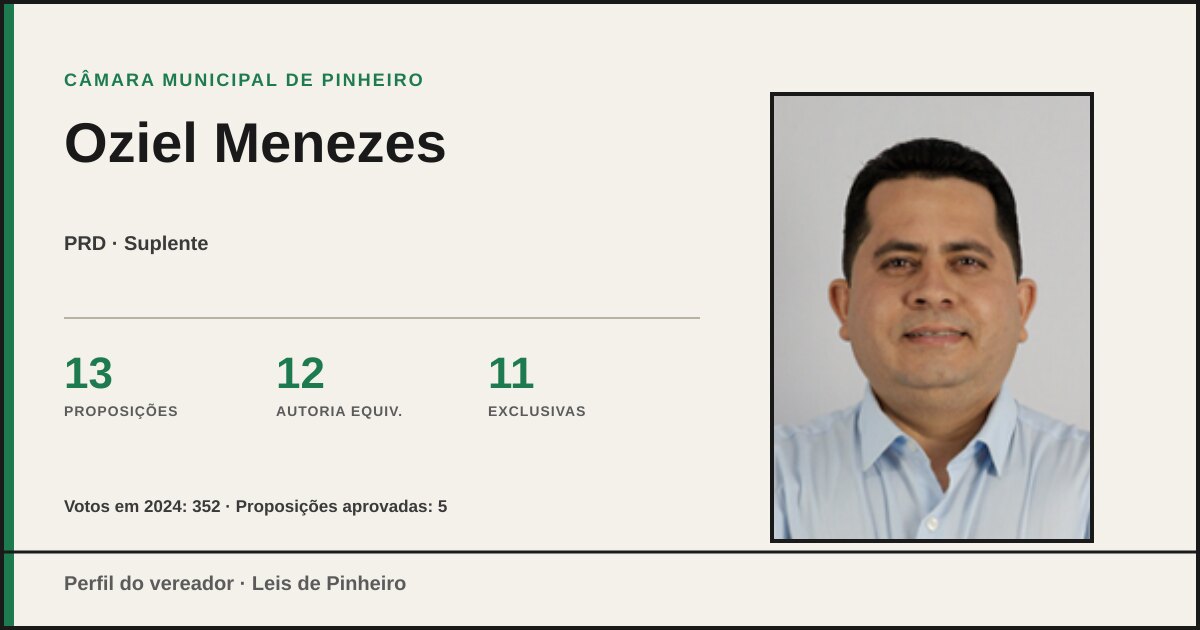 CÂMARA MUNICIPAL DE PINHEIRO
Oziel Menezes
PRD · Suplente
13
PROPOSIÇÕES
12
AUTORIA EQUIV.
11
EXCLUSIVAS
Votos em 2024: 352 · Proposições aprovadas: 5
Perfil do vereador · Leis de Pinheiro